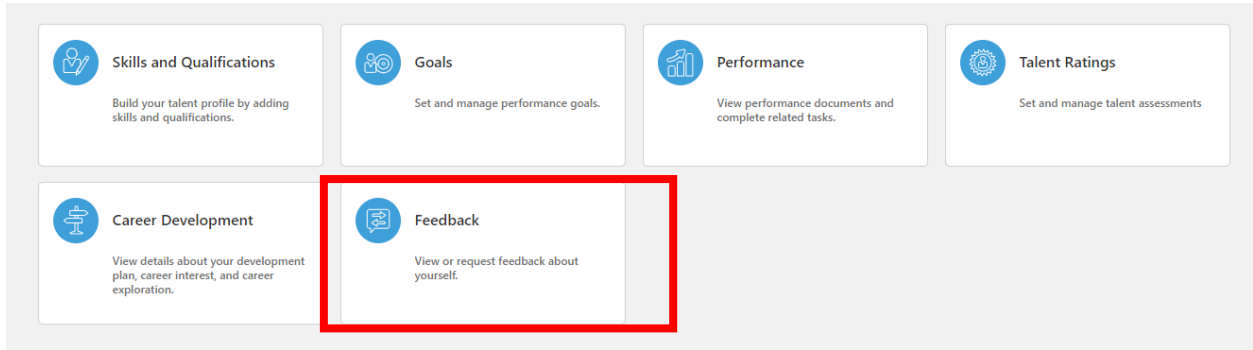 Skills and Qualifications
Build your talent profile by adding
skills and qualifications.
Goals
Set and manage performance goals.
Performance
View performance documents and
complete related tasks.
Talent Ratings
Set and manage talent assessments
Career Development
View details about your development
plan, career interest, and career
exploration.
Feedback
View or request feedback about
yourself.